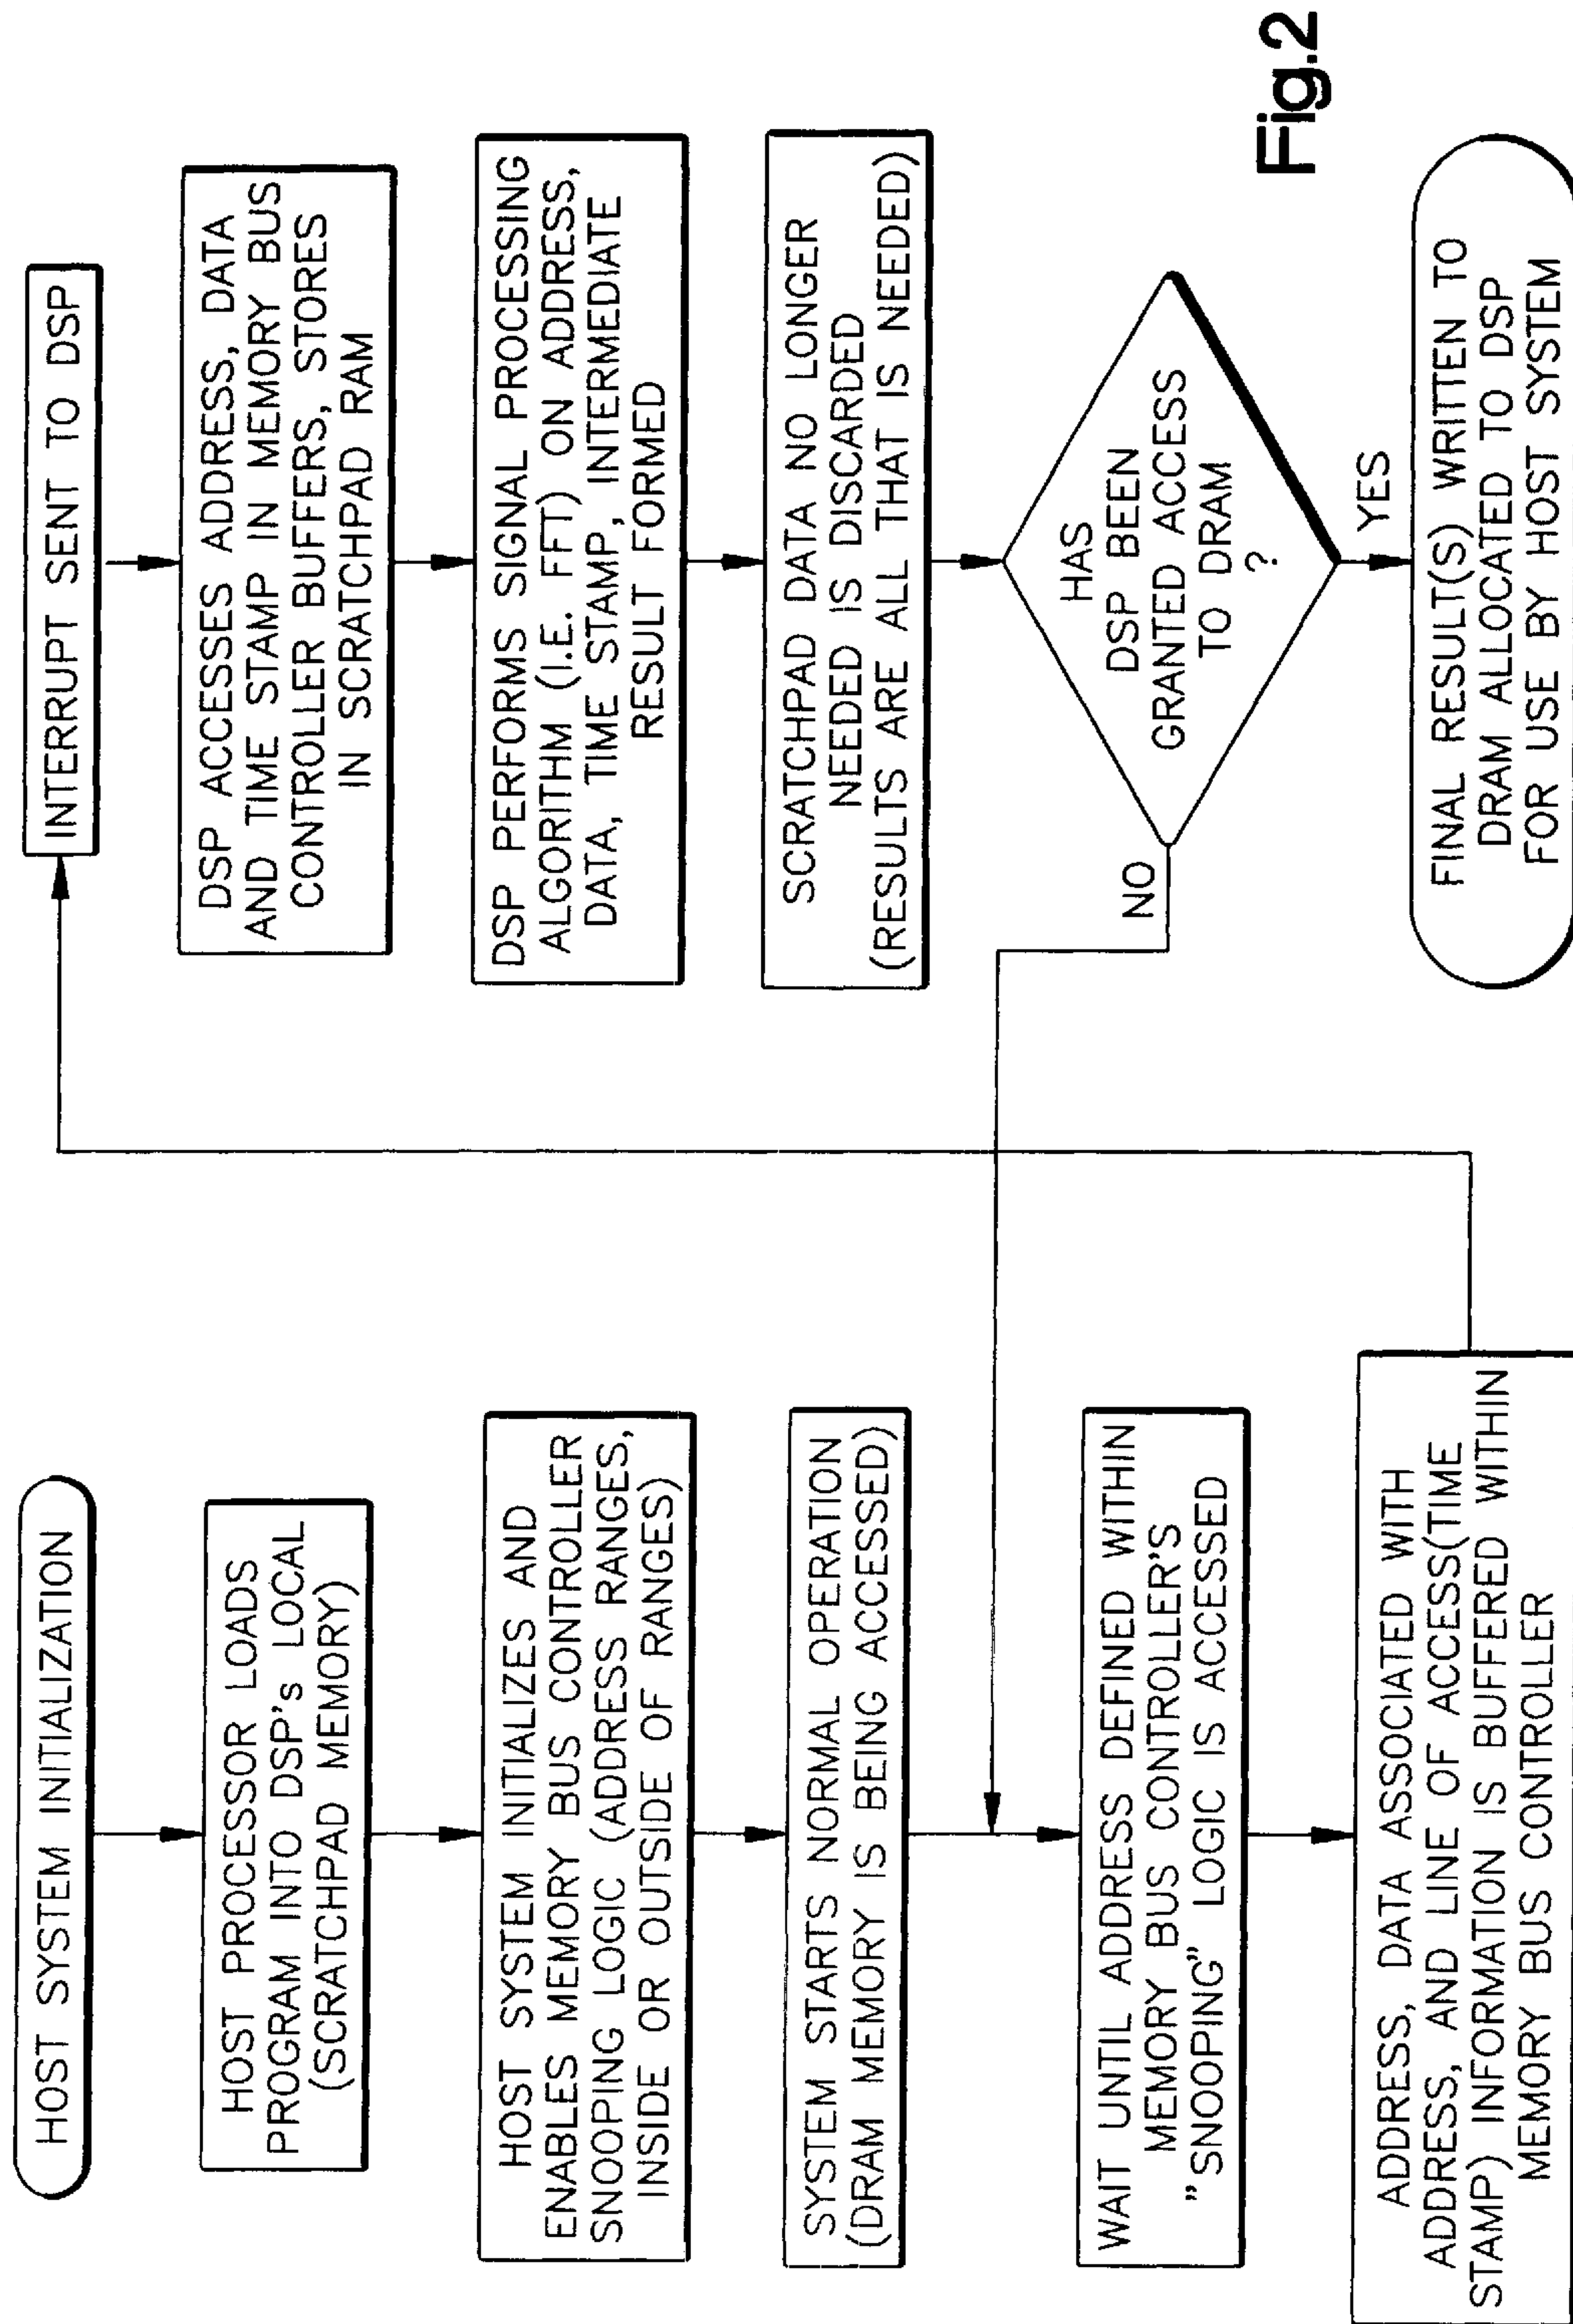 HOST SYSTEM INITIALIZATION
HOST PROCESSOR LOADS
PROGRAM INTO DSP's LOCAL
(SCRATCHPAD MEMORY)
HOST SYSTEM INITIALIZES AND
ENABLES MEMORY BUS CONTROLLER
SNOOPING LOGIC (ADDRESS RANGES,
INSIDE OR OUTSIDE OF RANGES)
SYSTEM STARTS NORMAL OPERATION
(DRAM MEMORY IS BEING ACCESSED)
WAIT UNTIL ADDRESS DEFINED WITHIN
MEMORY BUS CONTROLLER'S
"SNOOPING" LOGIC IS ACCESSED
ADDRESS, DATA ASSOCIATED WITH
ADDRESS, AND LINE OF ACCESS(TIME
STAMP) INFORMATION IS BUFFERED WITHIN
MEMORY BUS CONTROLLER
INTERRUPT SENT TO DSP
DSP ACCESSES ADDRESS, DATA
AND TIME STAMP IN MEMORY BUS
CONTROLLER BUFFERS, STORES
IN SCRATCHPAD RAM
DSP PERFORMS SIGNAL PROCESSING
ALGORITHM (I.E. FFT) ON ADDRESS,
DATA, TIME STAMP, INTERMEDIATE
RESULT FORMED
SCRATCHPAD DATA NO LONGER
NEEDED IS DISCARDED
(RESULTS ARE ALL THAT IS NEEDED)
HAS
DSP BEEN
GRANTED ACCESS
TO DRAM
?
NO
YES
FINAL RESULT(S) WRITTEN TO
DRAM ALLOCATED TO DSP
FOR USE BY HOST SYSTEM
Fig.2